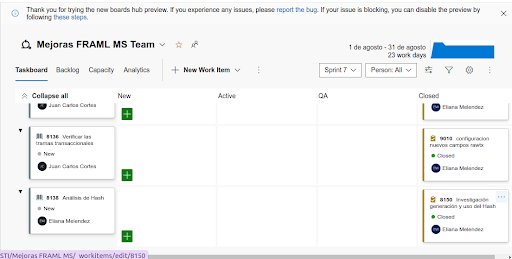 Thank you for trying the new boards hub preview. If you experience any issues, please report the bug. If your issue is blocking, you can disable the preview by
following these steps.
Mejoras FRAML MS Team
1 de agosto - 31 de agosto
23 work days
Taskboard Backlog Capacity Analytics + New Work Item Sprint 7 Person: All
Collapse all New Active QA Closed
Juan Carlos Cortes
Eliana Melendez
8136 Verificar las
tramas transaccionales
New
Juan Carlos Cortes
9010 configuracion
nuevos campos rawtx
Closed
Eliana Melendez
8138 Análisis de Hash
New
Eliana Melendez
8150 Investigación
generación y uso del Hash
Closed
Eliana Melendez
STI/Mejoras FRAML MS/_workitems/edit/8150